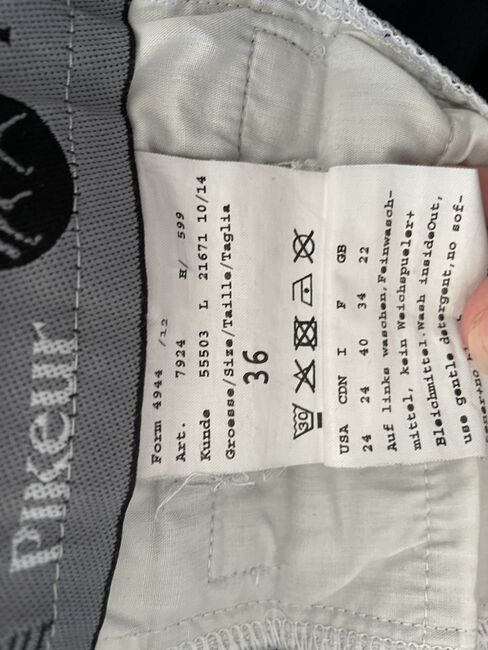 Pikeur
Form 4944 /12
Art. 7924 H/ 599
Kunde 55503 L 21671 10/14
Groesse/Size/Taille/Taglia
36
30
USA CDN I F GB
24 24 40 34 22
Auf links waschen,Feinwasch-
mittel, kein Weichspueler+
Bleichmittel.Wash insideOut,
use gentle detergent,no sof-